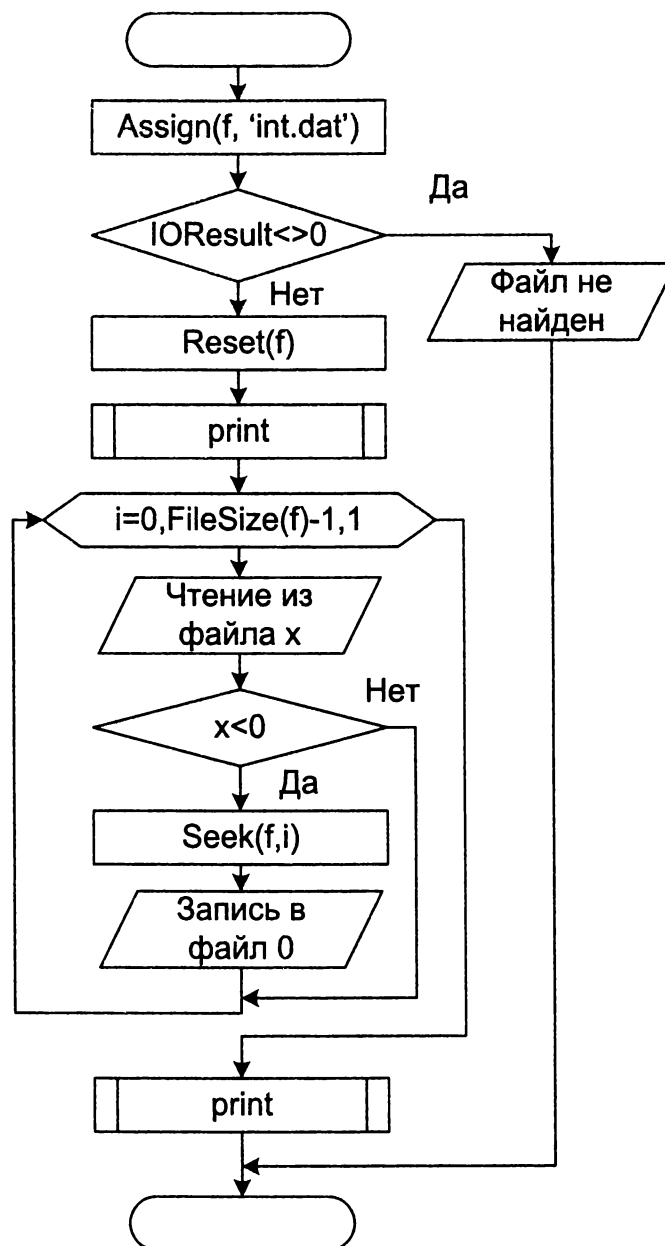 Assign(f, ‘int.dat’)
Да
IOResult<>0
Файл не
найден
Нет
Reset(f)
print
i=0,FileSize(f)-1,1
Чтение из
файла x
Нет
x<0
Да
Seek(f,i)
Запись в
файл 0
print